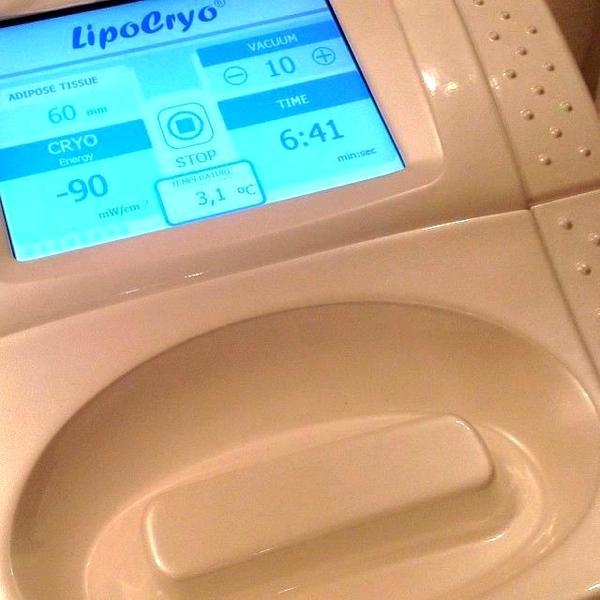 LipoCryo®
ADIPOSE TISSUE
60 mm
CRYO
Energy
-90
mW/cm²
STOP
TEMPERATURE
3,1 ºC
VACUUM
10
TIME
6:41
min:sec